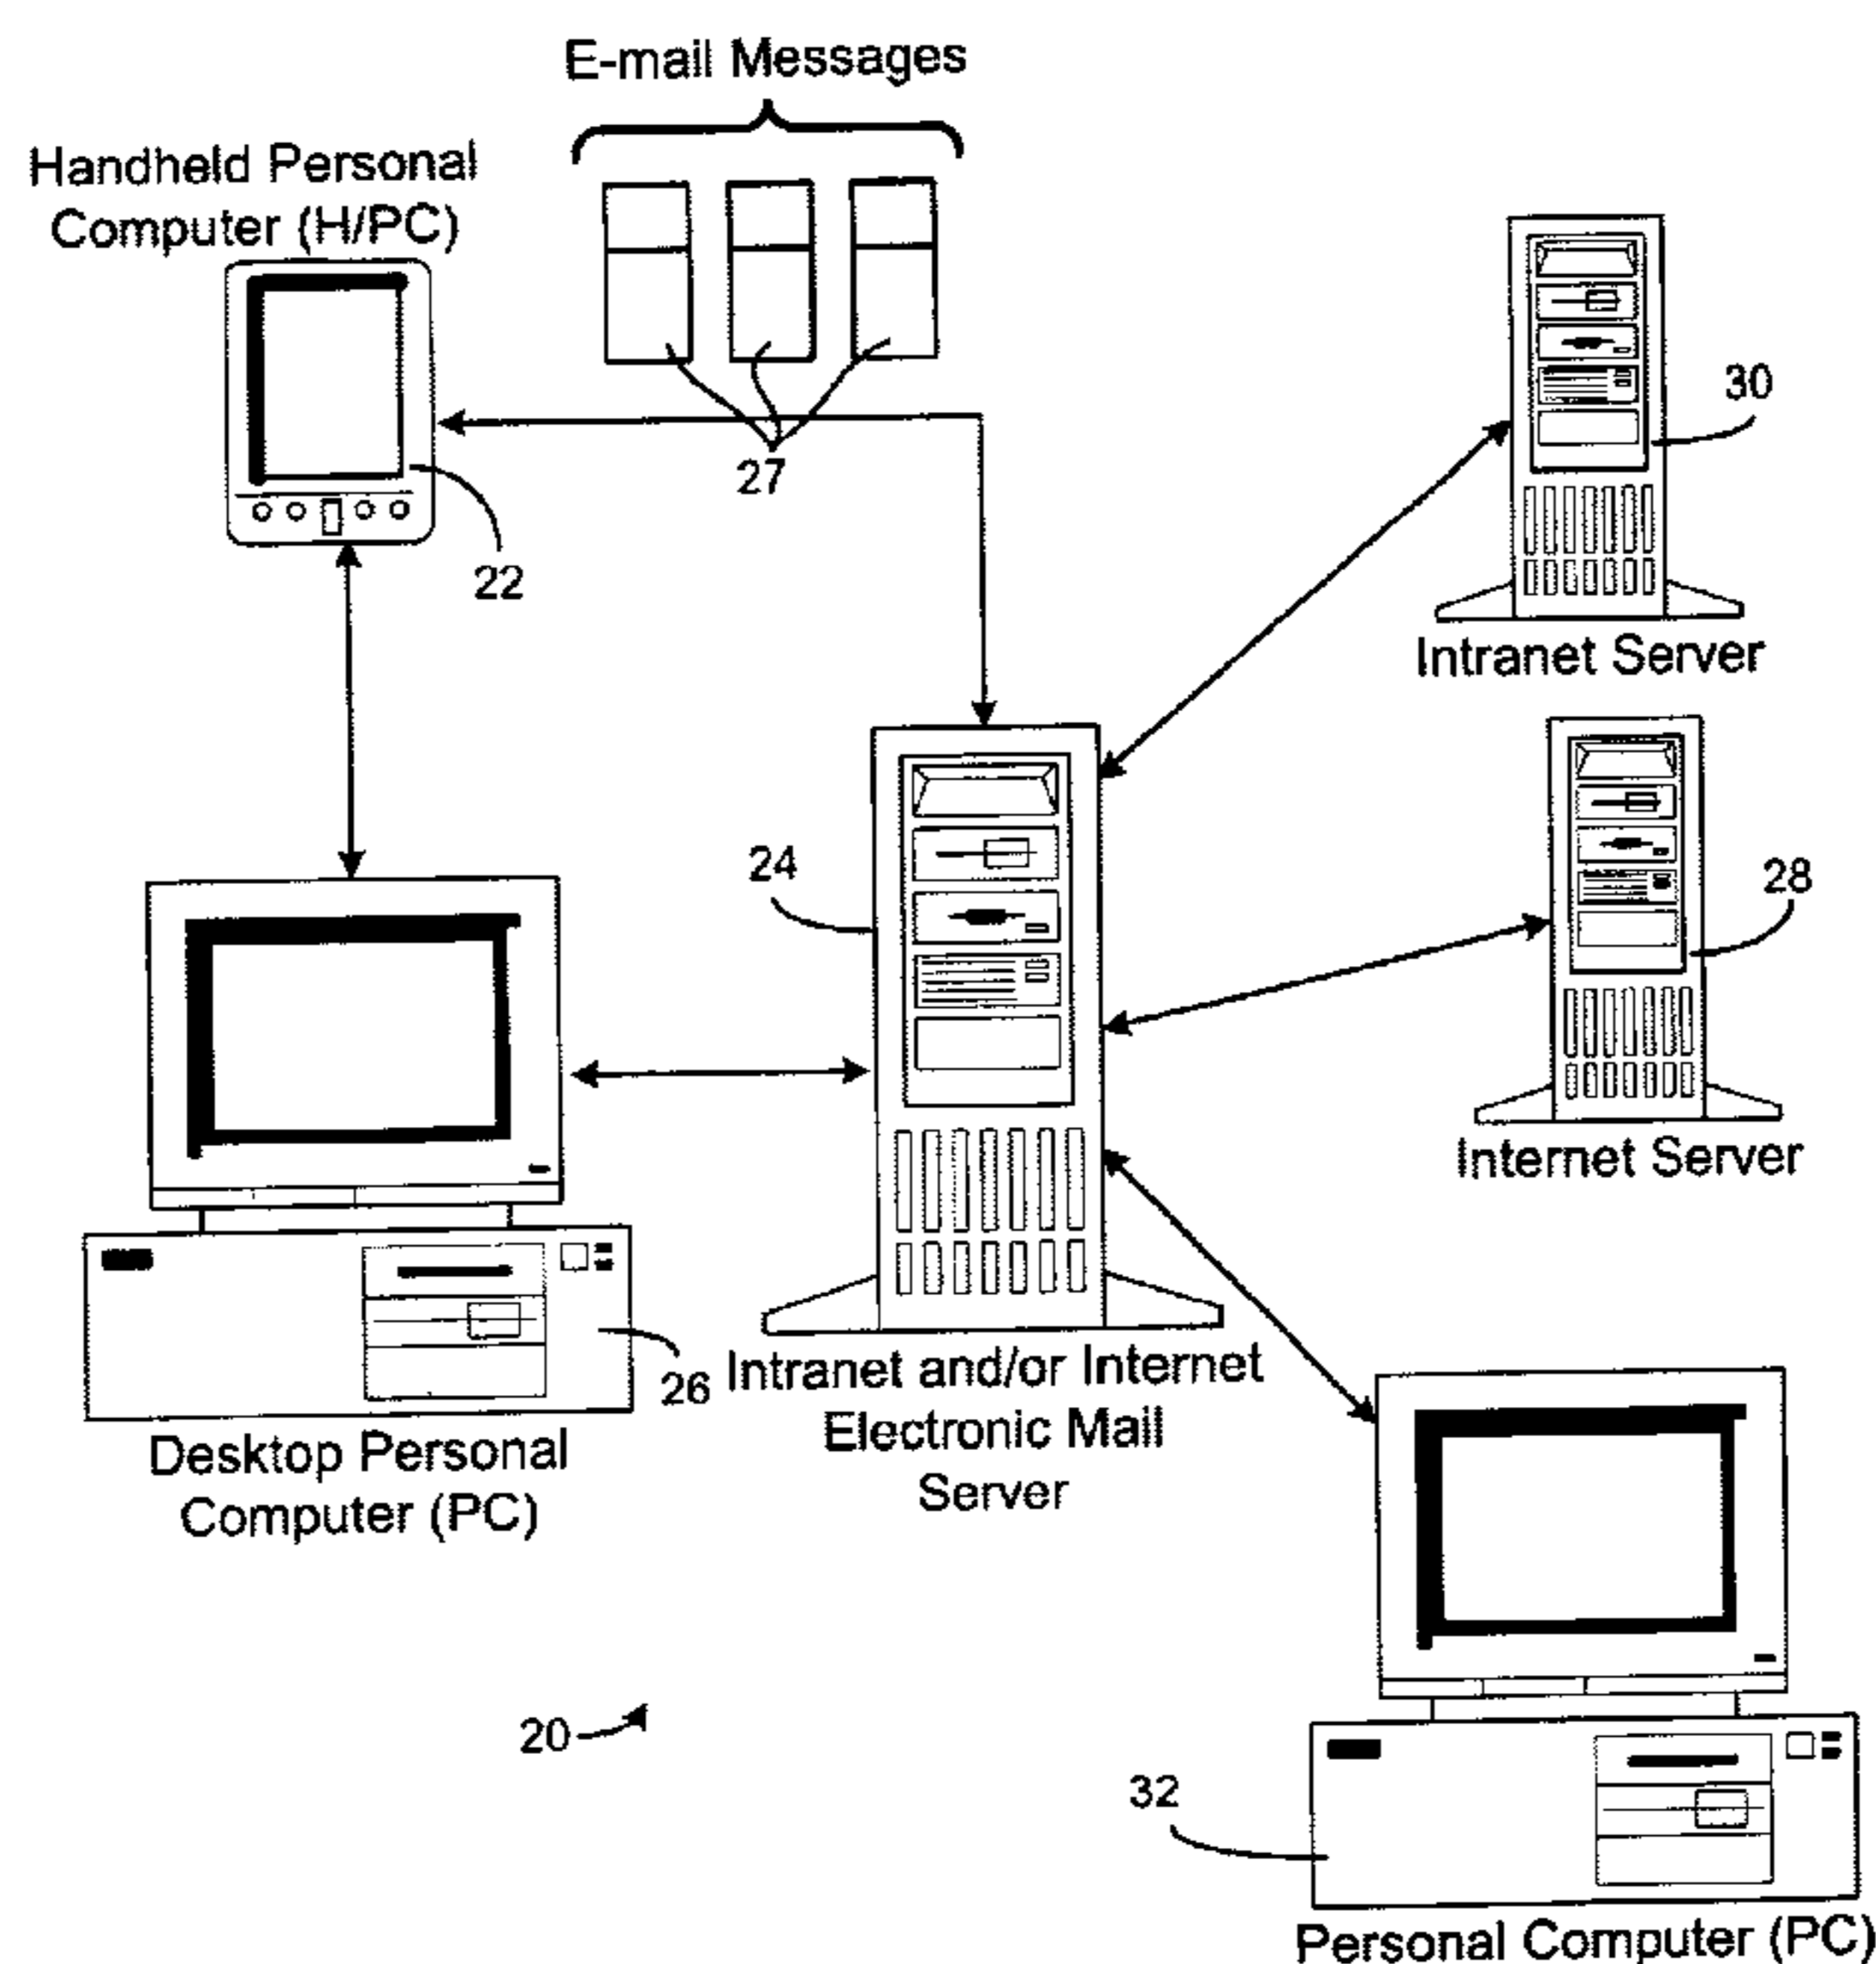 E-mail Messages
Handheld Personal
Computer (H/PC)
27
22
30
Intranet Server
24
28
Internet Server
26
Desktop Personal
Computer (PC)
Intranet and/or Internet
Electronic Mail
Server
20
32
Personal Computer (PC)